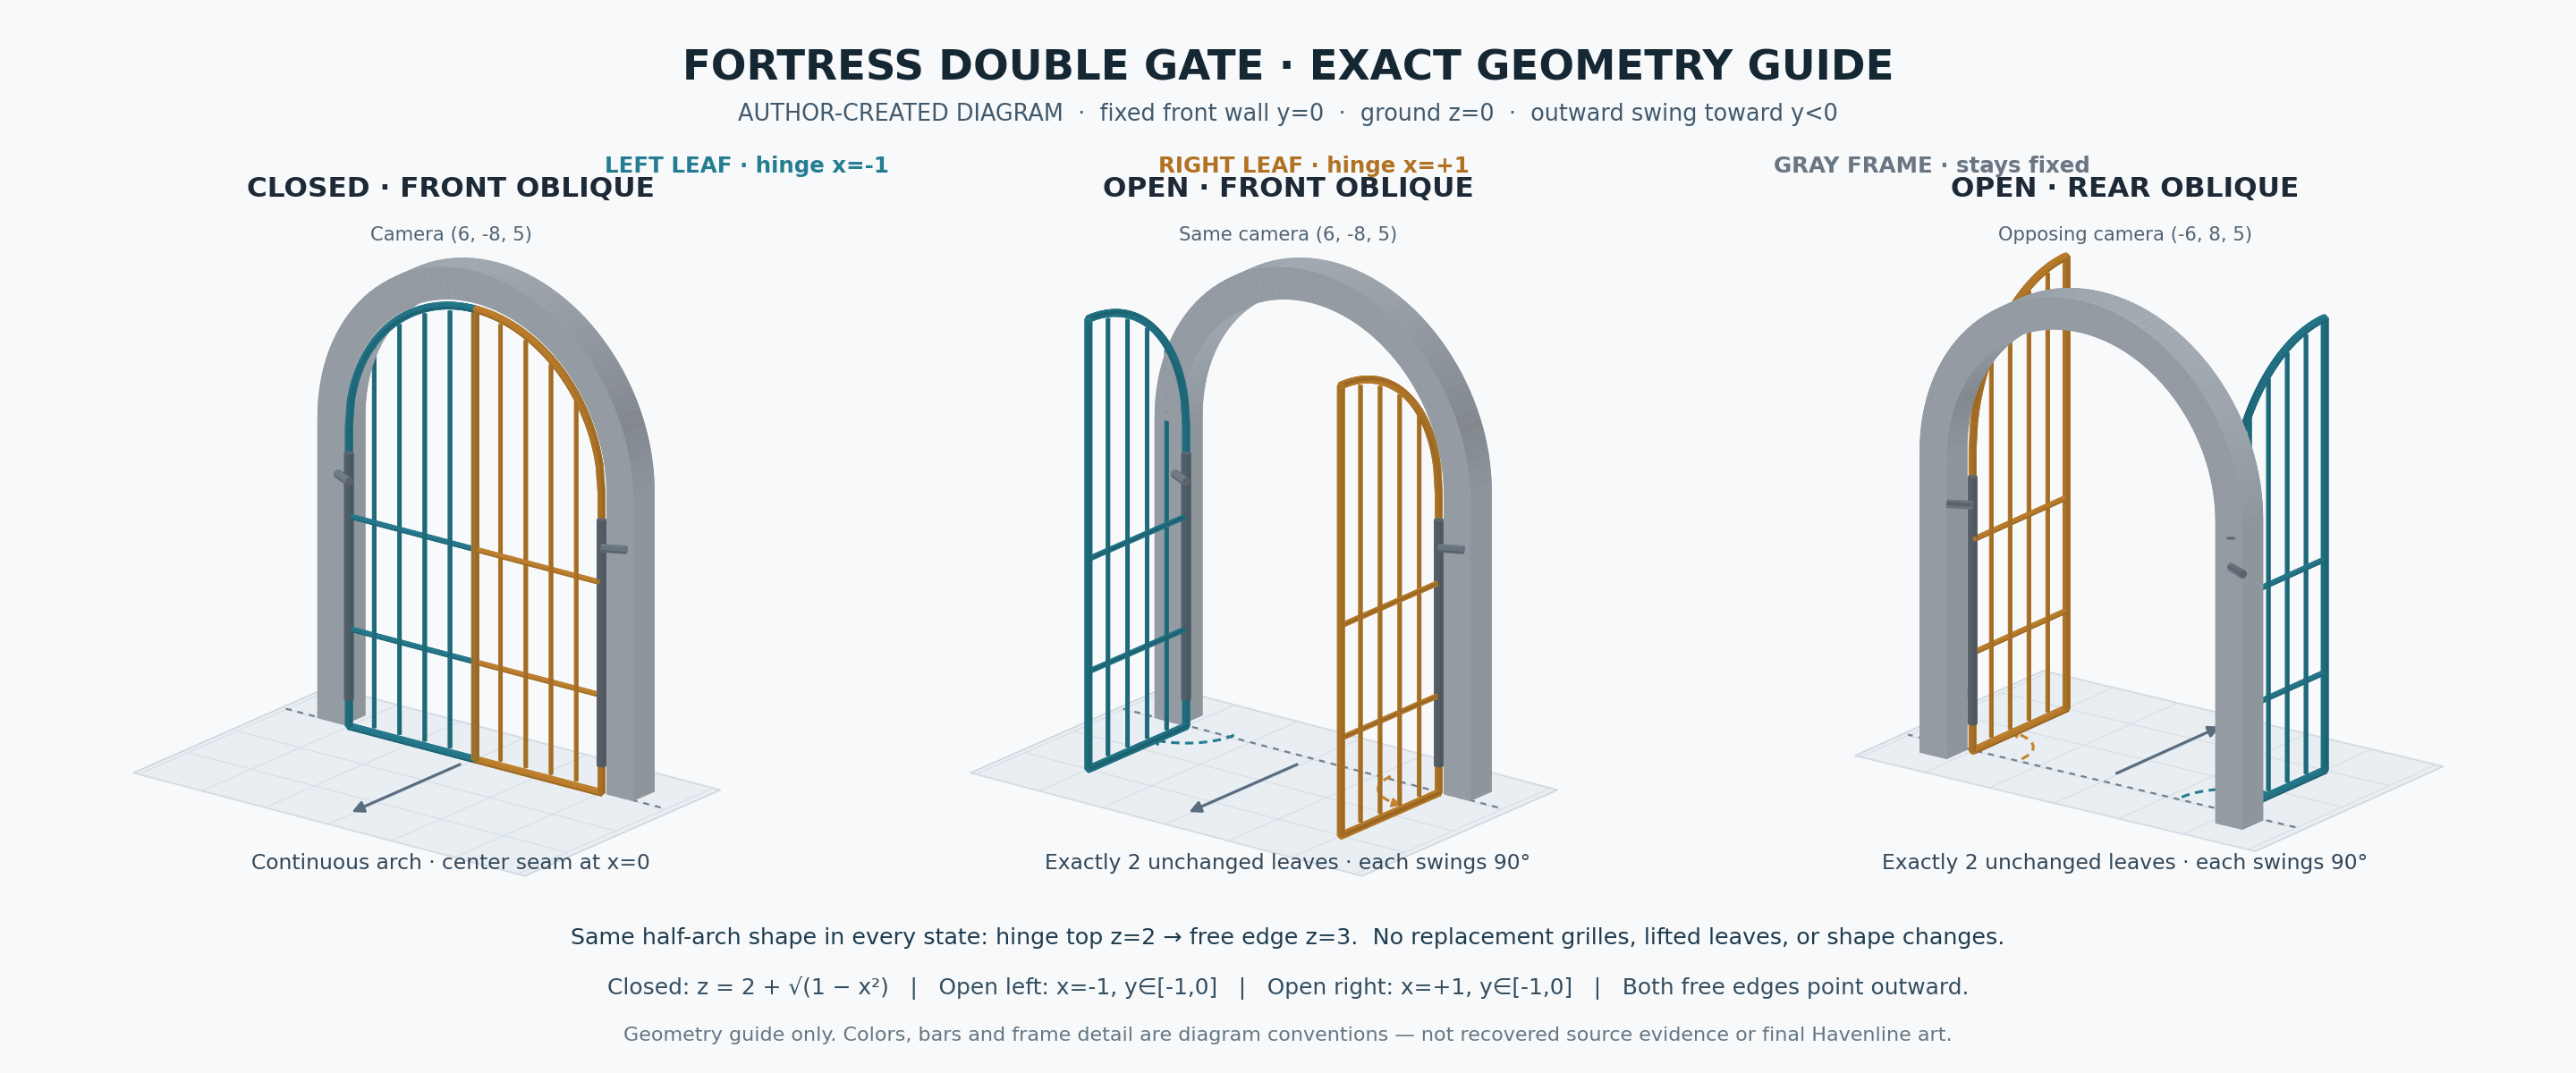 FORTRESS DOUBLE GATE · EXACT GEOMETRY GUIDE
AUTHOR-CREATED DIAGRAM · fixed front wall y=0 · ground z=0 · outward swing toward y<0
LEFT LEAF · hinge x=-1
RIGHT LEAF · hinge x=+1
GRAY FRAME · stays fixed
CLOSED · FRONT OBLIQUE
Camera (6, -8, 5)
Continuous arch · center seam at x=0
OPEN · FRONT OBLIQUE
Same camera (6, -8, 5)
Exactly 2 unchanged leaves · each swings 90°
OPEN · REAR OBLIQUE
Opposing camera (-6, 8, 5)
Exactly 2 unchanged leaves · each swings 90°
Same half-arch shape in every state: hinge top z=2 → free edge z=3. No replacement grilles, lifted leaves, or shape changes.
Closed: z = 2 + √(1 − x²) | Open left: x=-1, y∈[-1,0] | Open right: x=+1, y∈[-1,0] | Both free edges point outward.
Geometry guide only. Colors, bars and frame detail are diagram conventions — not recovered source evidence or final Havenline art.